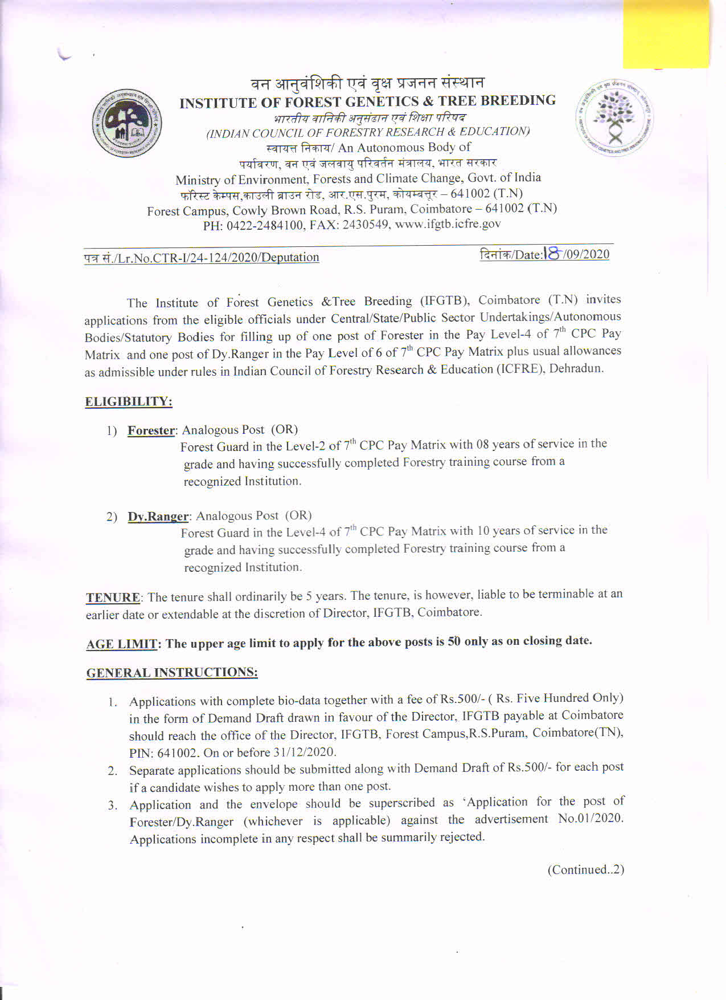 वन आनुवंशिकी एवं वृक्ष प्रजनन संस्थान
INSTITUTE OF FOREST GENETICS & TREE BREEDING
भारतीय वानिकी अनुसंढान एवं शिक्षा परिषद
(INDIAN COUNCIL OF FORESTRY RESEARCH & EDUCATION)
स्वायत्त निकाय/ An Autonomous Body of
पर्यावरण, वन एवं जलवायु परिवर्तन मंत्रालय, भारत सरकार
Ministry of Environment, Forests and Climate Change, Govt. of India
फॉरेस्ट केम्पस,काउली ब्राउन रोड, आर.एस.पुरम, कोयम्बत्तूर – 641002 (T.N)
Forest Campus, Cowly Brown Road, R.S. Puram, Coimbatore – 641002 (T.N)
PH: 0422-2484100, FAX: 2430549, www.ifgtb.icfre.gov
पत्र सं./Lr.No.CTR-I/24-124/2020/Deputation दिनांक/Date:18/09/2020
The Institute of Forest Genetics &Tree Breeding (IFGTB), Coimbatore (T.N) invites
applications from the eligible officials under Central/State/Public Sector Undertakings/Autonomous
Bodies/Statutory Bodies for filling up of one post of Forester in the Pay Level-4 of 7th CPC Pay
Matrix and one post of Dy.Ranger in the Pay Level of 6 of 7th CPC Pay Matrix plus usual allowances
as admissible under rules in Indian Council of Forestry Research & Education (ICFRE), Dehradun.
ELIGIBILITY:
1) Forester: Analogous Post (OR)
Forest Guard in the Level-2 of 7th CPC Pay Matrix with 08 years of service in the
grade and having successfully completed Forestry training course from a
recognized Institution.
2) Dy.Ranger: Analogous Post (OR)
Forest Guard in the Level-4 of 7th CPC Pay Matrix with 10 years of service in the
grade and having successfully completed Forestry training course from a
recognized Institution.
TENURE: The tenure shall ordinarily be 5 years. The tenure, is however, liable to be terminable at an
earlier date or extendable at the discretion of Director, IFGTB, Coimbatore.
AGE LIMIT: The upper age limit to apply for the above posts is 50 only as on closing date.
GENERAL INSTRUCTIONS:
1. Applications with complete bio-data together with a fee of Rs.500/- ( Rs. Five Hundred Only)
in the form of Demand Draft drawn in favour of the Director, IFGTB payable at Coimbatore
should reach the office of the Director, IFGTB, Forest Campus,R.S.Puram, Coimbatore(TN),
PIN: 641002. On or before 31/12/2020.
2. Separate applications should be submitted along with Demand Draft of Rs.500/- for each post
if a candidate wishes to apply more than one post.
3. Application and the envelope should be superscribed as ‘Application for the post of
Forester/Dy.Ranger (whichever is applicable) against the advertisement No.01/2020.
Applications incomplete in any respect shall be summarily rejected.
(Continued..2)